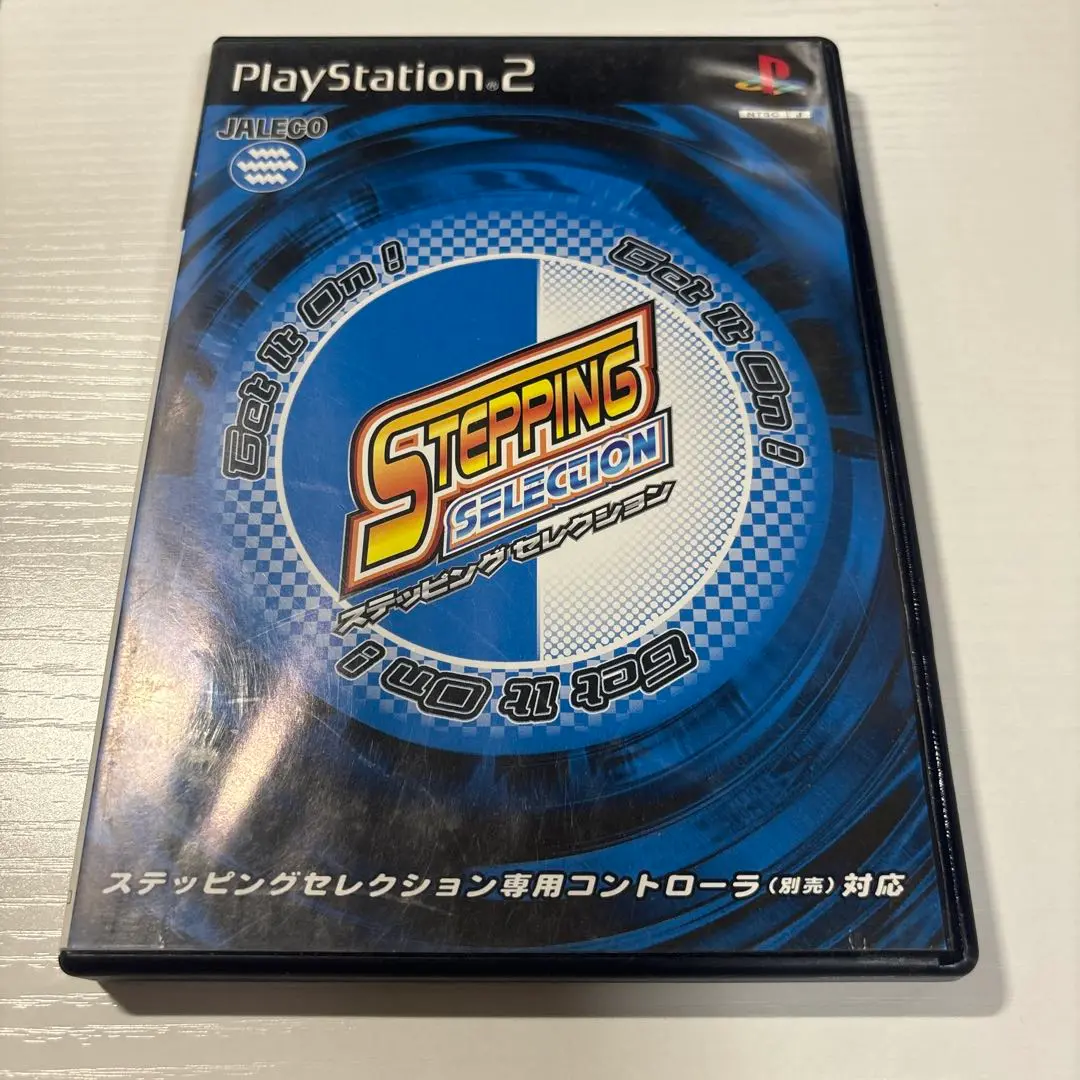 PlayStation®2
NTSC J
JALECO
Get It On!
Get It On!
STEPPING
SELECTION
ステッピング セレクション
Get It On!
ステッピングセレクション専用コントローラ(別売)対応